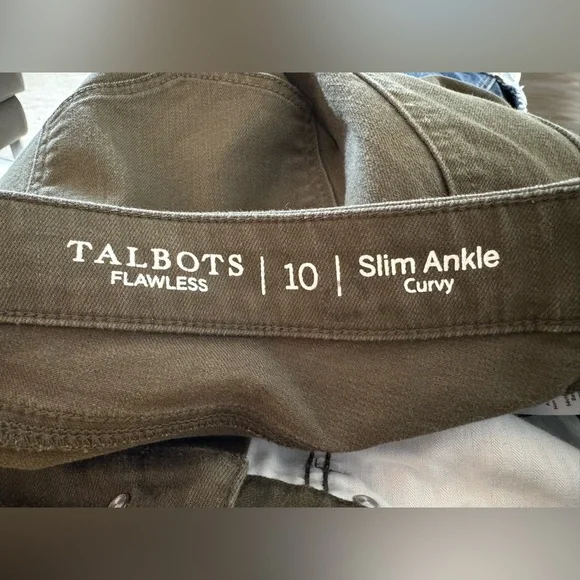 TALBOTS
FLAWLESS
| 10 |
Slim Ankle
Curvy